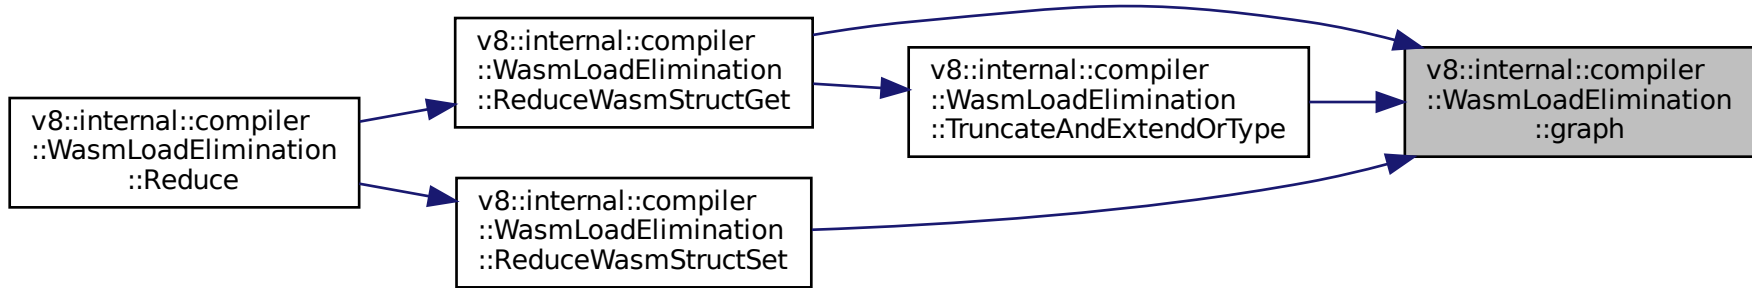 v8::internal::compiler
::WasmLoadElimination
::Reduce
v8::internal::compiler
::WasmLoadElimination
::ReduceWasmStructGet
v8::internal::compiler
::WasmLoadElimination
::ReduceWasmStructSet
v8::internal::compiler
::WasmLoadElimination
::TruncateAndExtendOrType
v8::internal::compiler
::WasmLoadElimination
::graph